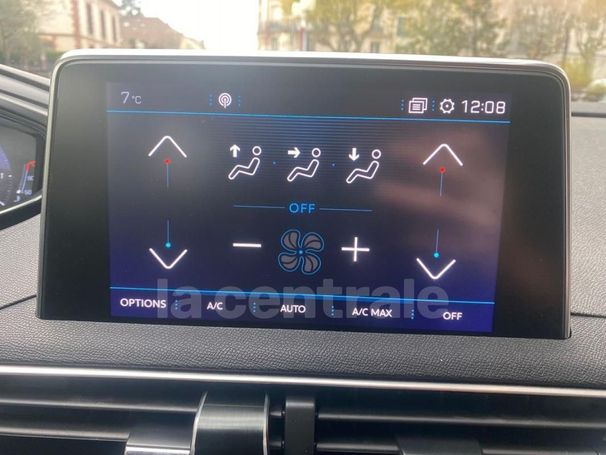 7°C 12:08
OFF
OPTIONS A/C AUTO A/C MAX OFF
la centrale